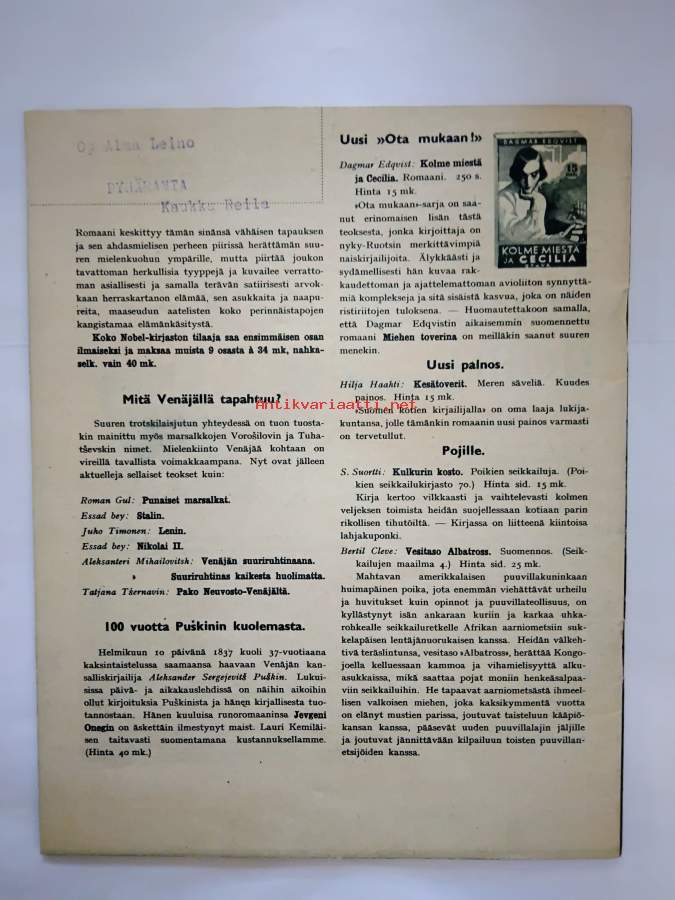 Op Alma Leino
PYHÄRANTA
Kaukka Reila
Romaani keskittyy tämän sinänsä vähäisen tapauksen
ja sen ahdasmielisen perheen piirissä herättämän suu-
ren mielenkuohun ympärille, mutta piirtää joukon
tavattoman herkullisia tyyppejä ja kuvailee verratto-
man asiallisesti ja samalla terävän satiirisesti arvok-
kaan herraskartanon elämää, sen asukkaita ja naapu-
reita, maaseudun aatelisten koko perinnäistapojen
kangistamaa elämänkäsitystä.
Koko Nobel-kirjaston tilaaja saa ensimmäisen osan
ilmaiseksi ja maksaa muista 9 osasta à 34 mk, nahka-
selk. vain 40 mk.
Mitä Venäjällä tapahtuu?
Suuren trotskilaisjutun yhteydessä on tuon tuosta-
kin mainittu myös marsalkkojen Vorošilovin ja Tuha-
tševskin nimet. Mielenkiinto Venäjää kohtaan on
vireillä tavallista voimakkaampana. Nyt ovat jälleen
aktuelleja sellaiset teokset kuin:
Roman Gul: Punaiset marsalkat.
Essad bey: Stalin.
Juho Timonen: Lenin.
Essad bey: Nikolai II.
Aleksanteri Mihailovitsh: Venäjän suuriruhtinaana.
» Suuriruhtinas kaikesta huolimatta.
Tatjana Tšernavin: Pako Neuvosto-Venäjältä.
100 vuotta Puškinin kuolemasta.
Helmikuun 10 päivänä 1837 kuoli 37-vuotiaana
kaksintaistelussa saamaansa haavaan Venäjän kan-
salliskirjailija Aleksander Sergejevitš Puškin. Lukui-
sissa päivä- ja aikakauslehdissä on näihin aikoihin
ollut kirjoituksia Puškinista ja hänen kirjallisesta tuo-
tannostaan. Hänen kuuluisa runoromaaninsa Jevgeni
Onegin on äskettäin ilmestynyt maist. Lauri Kemiläi-
sen taitavasti suomentamana kustannuksellamme.
(Hinta 40 mk.)
Uusi »Ota mukaan!»
Dagmar Edqvist: Kolme miestä
ja Cecilia. Romaani. 250 s.
Hinta 15 mk.
»Ota mukaan»-sarja on saa-
nut erinomaisen lisän tästä
teoksesta, jonka kirjoittaja on
nyky-Ruotsin merkittävimpiä
naiskirjailijoita. Älykkäästi ja
sydämellisesti hän kuvaa rak-
kaudettoman ja ajattelemattoman avioliiton synnyttä-
miä komplekseja ja sitä sisäistä kasvua, joka on näiden
ristiriitojen tuloksena. — Huomautettakoon samalla,
että Dagmar Edqvistin aikaisemmin suomennettu
romaani Miehen toverina on meilläkin saanut suuren
menekin.
DAGMAR EDQVIST
15
KOLME MIESTÄ
JA CECILIA
Uusi painos.
Hilja Haahti: Kesätoverit. Meren säveliä. Kuudes
painos. Hinta 15 mk.
»Suomen kotien kirjailijalla» on oma laaja lukija-
kuntansa, jolle tämänkin romaanin uusi painos varmasti
on tervetullut.
Antikvariaatti.net
Pojille.
S. Suortti: Kulkurin kosto. Poikien seikkailuja. (Poi-
kien seikkailukirjasto 70.) Hinta sid. 15 mk.
Kirja kertoo vilkkaasti ja vaihtelevasti kolmen
veljeksen toimista heidän suojellessaan kotiaan parin
rikollisen tihutöiltä. — Kirjassa on liitteenä kiintoisa
lahjakuponki.
Bertil Cleve: Vesitaso Albatross. Suomennos. (Seik-
kailujen maailma 4.) Hinta sid. 25 mk.
Mahtavan amerikkalaisen puuvillakuninkaan
huimapäinen poika, jota enemmän viehättävät urheilu
ja huvitukset kuin opinnot ja puuvillateollisuus, on
kyllästynyt isän ankaraan kuriin ja karkaa uhka-
rohkealle seikkailuretkelle Afrikan aarniometsiin suk-
kelapäisen lentäjänuorukaisen kanssa. Heidän välkeh-
tivä teräslintunsa, vesitaso »Albatross», herättää Kongo-
joella kelluessaan kammoa ja vihamielisyyttä alku-
asukkaissa, mikä saattaa pojat moniin henkeäsalpaa-
viin seikkailuihin. He tapaavat aarniometsästä ihmeel-
lisen valkoisen miehen, joka kaksikymmentä vuotta
on elänyt mustien parissa, joutuvat taisteluun kääpiö-
kansan kanssa, pääsevät uuden puuvillalajin jäljille
ja joutuvat jännittävään kilpailuun toisten puuvillan-
etsijöiden kanssa.